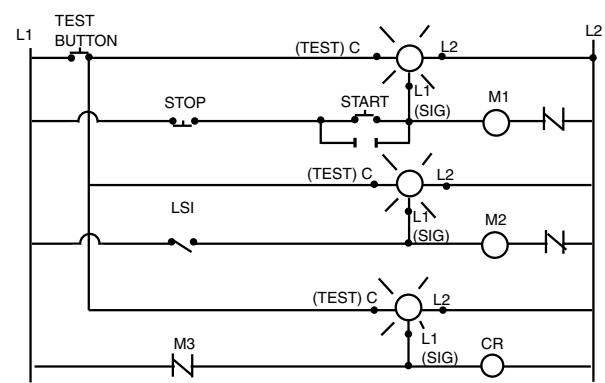 L1
TEST
BUTTON
(TEST) C
L2
L2
STOP
START
L1
(SIG)
M1
(TEST) C
L2
LSI
L1
(SIG)
M2
(TEST) C
L2
M3
L1
(SIG)
CR